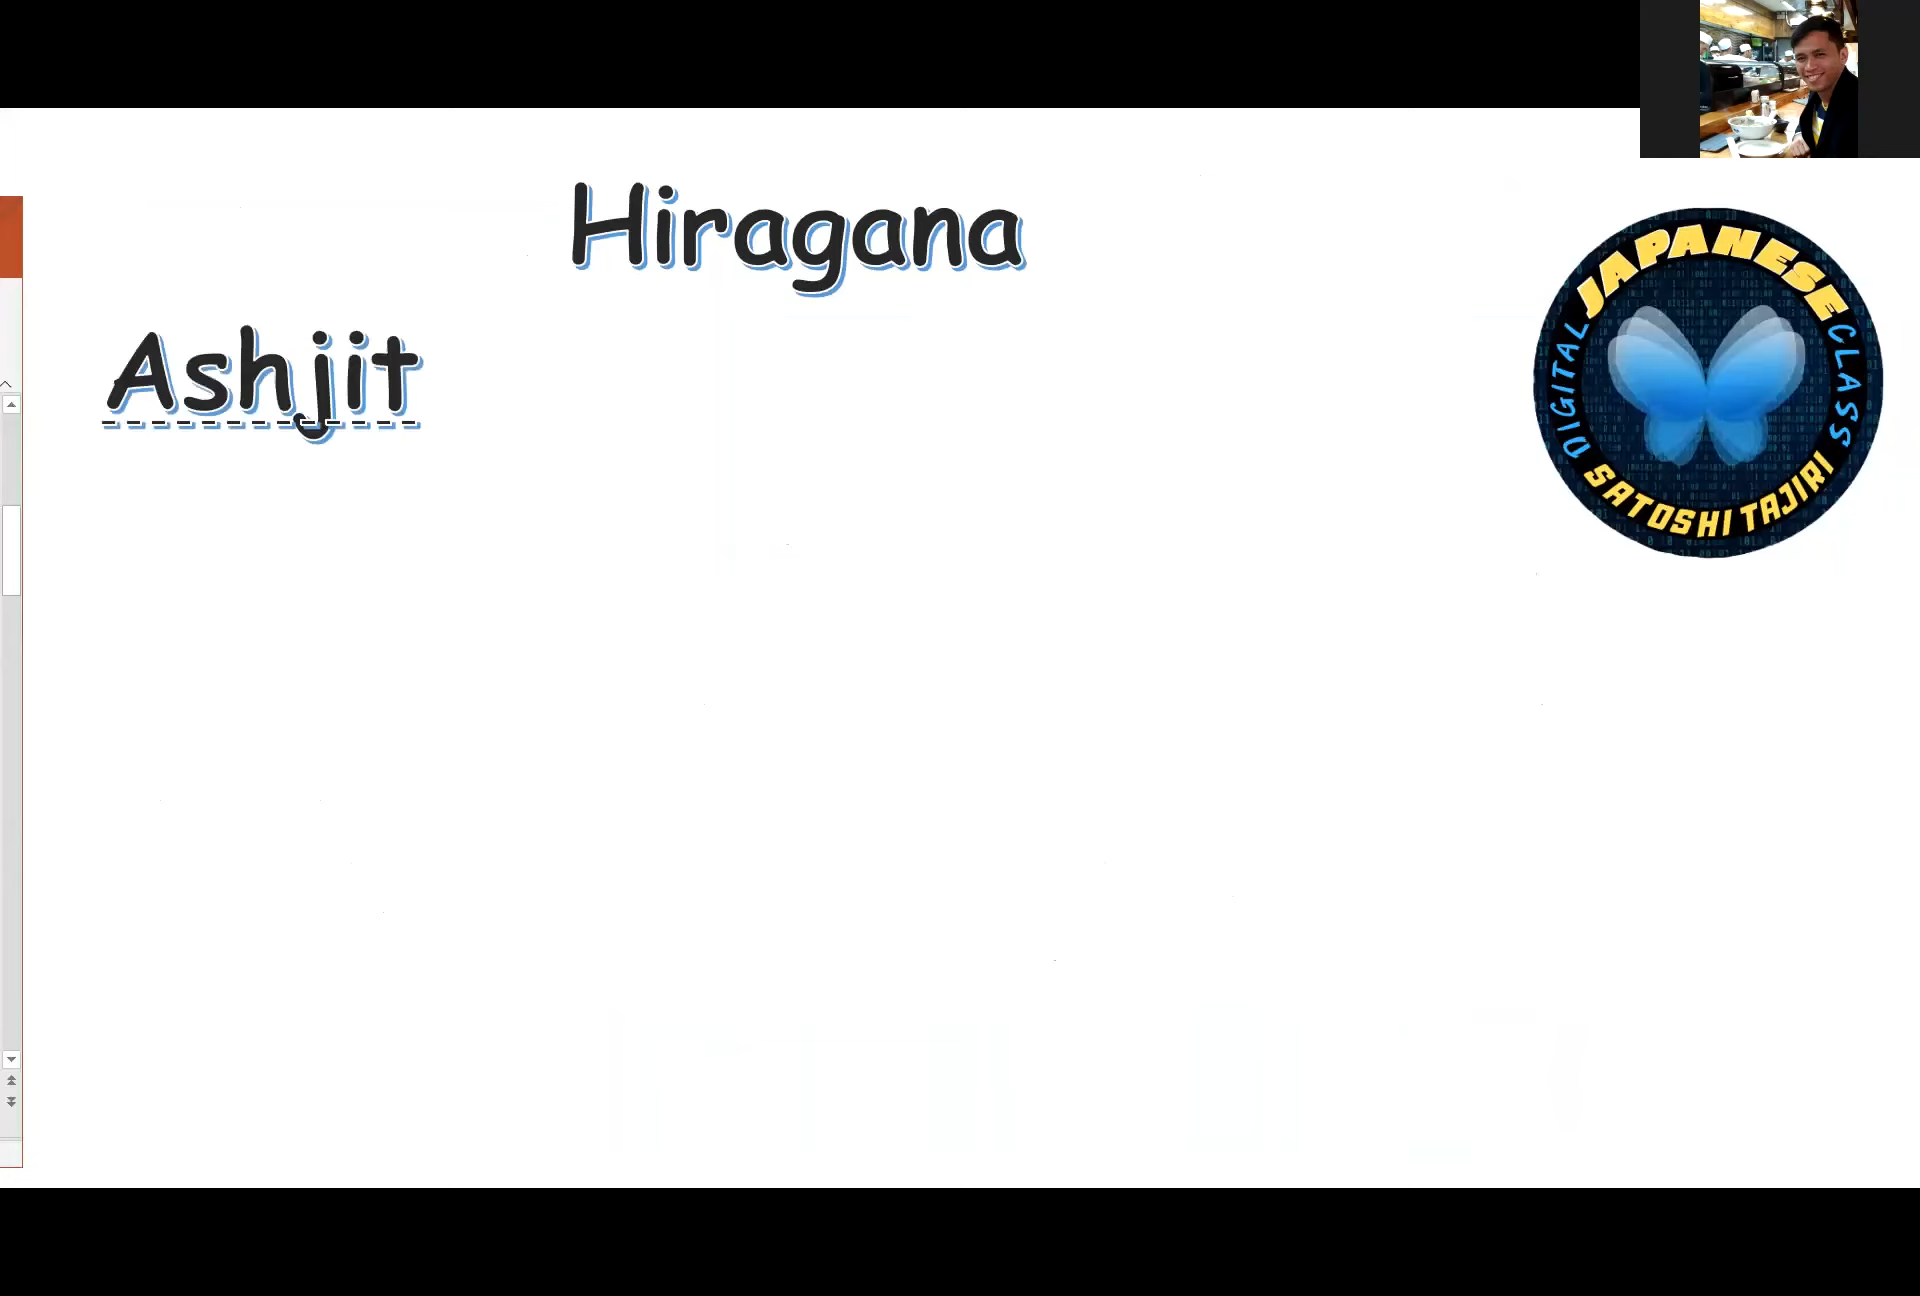 Hiragana
Ashjit
JAPANESE
DIGITAL
CLASS
SATOSHI TAJIRI